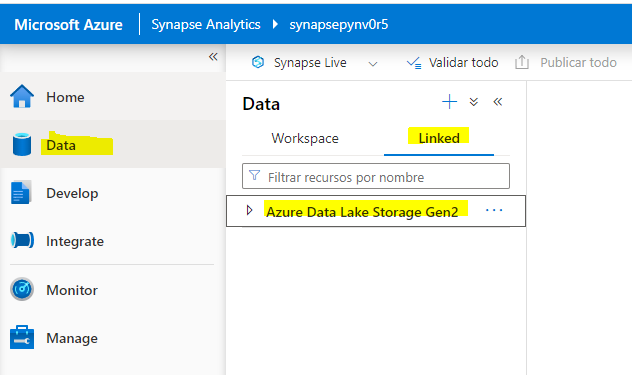 Microsoft Azure
Synapse Analytics
synapsepynv0r5
«
Home
Data
Develop
Integrate
Monitor
Manage
Synapse Live
Validar todo
Publicar todo
Data
Workspace
Linked
Filtrar recursos por nombre
Azure Data Lake Storage Gen2
...